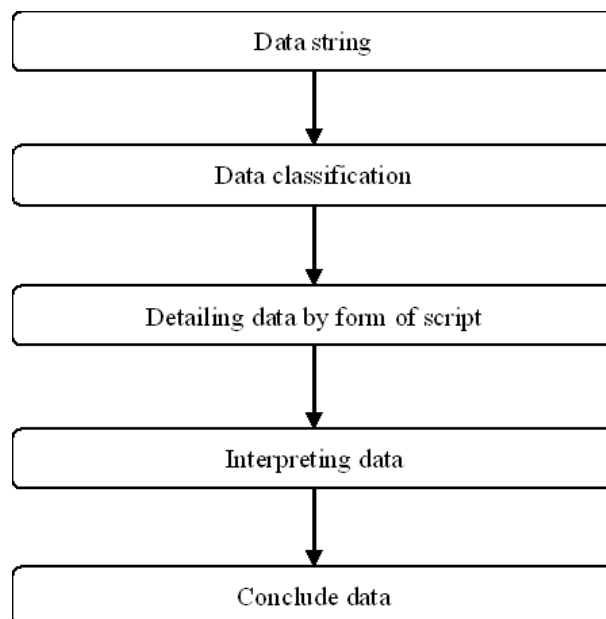 Data string
Data classification
Detailing data by form of script
Interpreting data
Conclude data